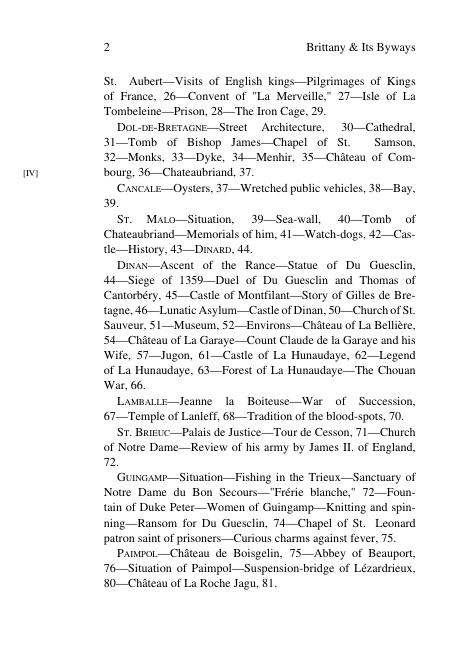 2 Brittany & Its Byways
St. Aubert—Visits of English kings—Pilgrimages of Kings
of France, 26—Convent of "La Merveille," 27—Isle of La
Tombeleine—Prison, 28—The Iron Cage, 29.
DOL-DE-BRETAGNE—Street Architecture, 30—Cathedral,
31—Tomb of Bishop James—Chapel of St. Samson,
32—Monks, 33—Dyke, 34—Menhir, 35—Château of Com-
[IV] bourg, 36—Chateaubriand, 37.
CANCALE—Oysters, 37—Wretched public vehicles, 38—Bay,
39.
ST. MALO—Situation, 39—Sea-wall, 40—Tomb of
Chateaubriand—Memorials of him, 41—Watch-dogs, 42—Cas-
tle—History, 43—DINARD, 44.
DINAN—Ascent of the Rance—Statue of Du Guesclin,
44—Siege of 1359—Duel of Du Guesclin and Thomas of
Cantorbéry, 45—Castle of Montfilant—Story of Gilles de Bre-
tagne, 46—Lunatic Asylum—Castle of Dinan, 50—Church of St.
Sauveur, 51—Museum, 52—Environs—Château of La Bellière,
54—Château of La Garaye—Count Claude de la Garaye and his
Wife, 57—Jugon, 61—Castle of La Hunaudaye, 62—Legend
of La Hunaudaye, 63—Forest of La Hunaudaye—The Chouan
War, 66.
LAMBALLE—Jeanne la Boiteuse—War of Succession,
67—Temple of Lanleff, 68—Tradition of the blood-spots, 70.
ST. BRIEUC—Palais de Justice—Tour de Cesson, 71—Church
of Notre Dame—Review of his army by James II. of England,
72.
GUINGAMP—Situation—Fishing in the Trieux—Sanctuary of
Notre Dame du Bon Secours—"Frérie blanche," 72—Foun-
tain of Duke Peter—Women of Guingamp—Knitting and spin-
ning—Ransom for Du Guesclin, 74—Chapel of St. Leonard
patron saint of prisoners—Curious charms against fever, 75.
PAIMPOL—Château de Boisgelin, 75—Abbey of Beauport,
76—Situation of Paimpol—Suspension-bridge of Lézardrieux,
80—Château of La Roche Jagu, 81.